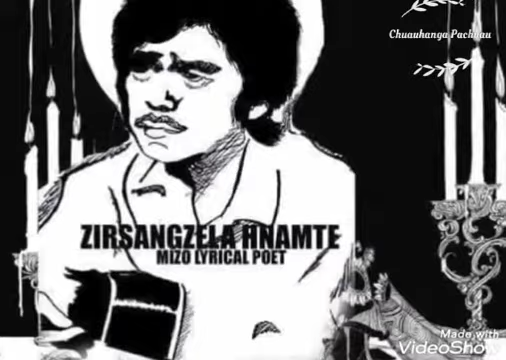 Chuauhanga Pachuau
ZIRSANGZELA HNAMTE
MIZO LYRICAL POET
Made with
VideoShow